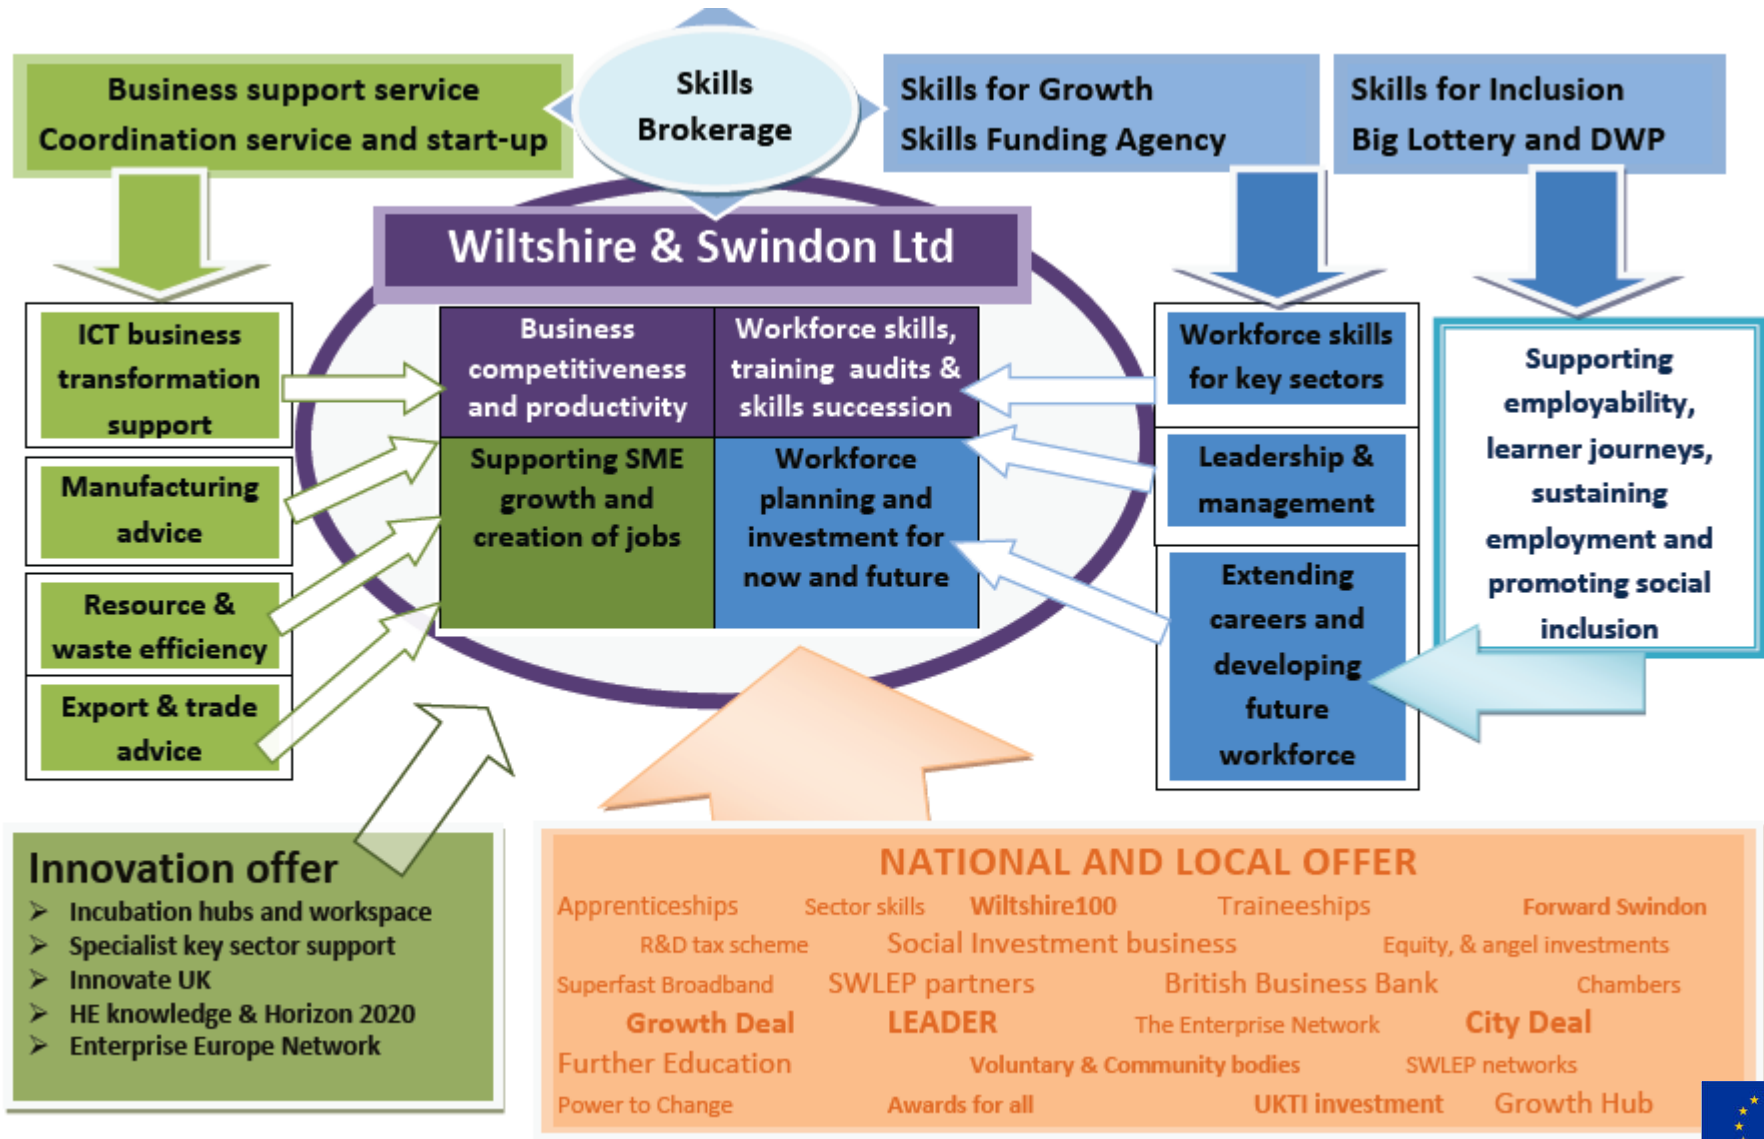 Business support service
Coordination service and start-up
Skills
Brokerage
Skills for Growth
Skills Funding Agency
Skills for Inclusion
Big Lottery and DWP
Wiltshire & Swindon Ltd
ICT business
transformation
support
Manufacturing
advice
Resource &
waste efficiency
Export & trade
advice
Business
competitiveness
and productivity
Workforce skills,
training audits &
skills succession
Supporting SME
growth and
creation of jobs
Workforce
planning and
investment for
now and future
Workforce skills
for key sectors
Leadership &
management
Extending
careers and
developing
future
workforce
Supporting
employability,
learner journeys,
sustaining
employment and
promoting social
inclusion
Innovation offer
➢ Incubation hubs and workspace
➢ Specialist key sector support
➢ Innovate UK
➢ HE knowledge & Horizon 2020
➢ Enterprise Europe Network
NATIONAL AND LOCAL OFFER
Apprenticeships Sector skills Wiltshire100 Traineeships Forward Swindon
R&D tax scheme Social Investment business Equity, & angel investments
Superfast Broadband SWLEP partners British Business Bank Chambers
Growth Deal LEADER The Enterprise Network City Deal
Further Education Voluntary & Community bodies SWLEP networks
Power to Change Awards for all UKTI investment Growth Hub